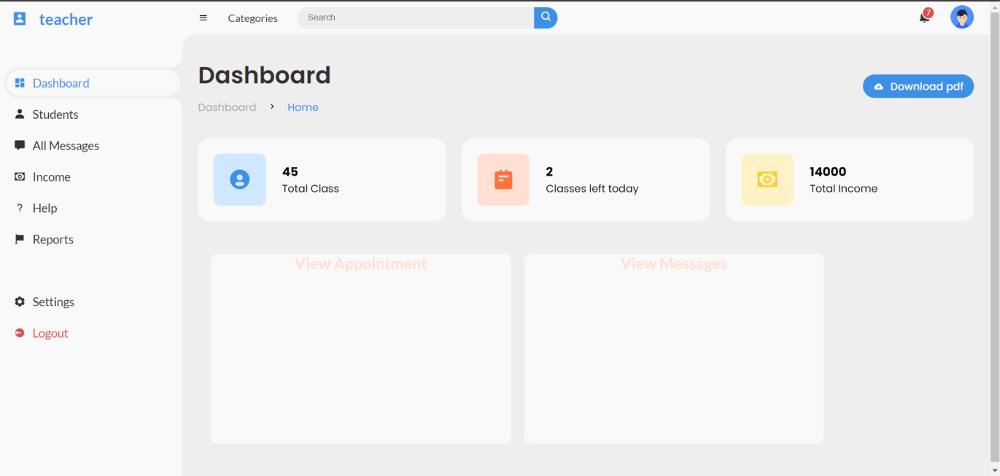 teacher
Categories
Search
7
Dashboard
Students
All Messages
Income
? Help
Reports
Settings
Logout
Dashboard
Dashboard > Home
Download pdf
45
Total Class
2
Classes left today
14000
Total Income
View Appointment
View Messages